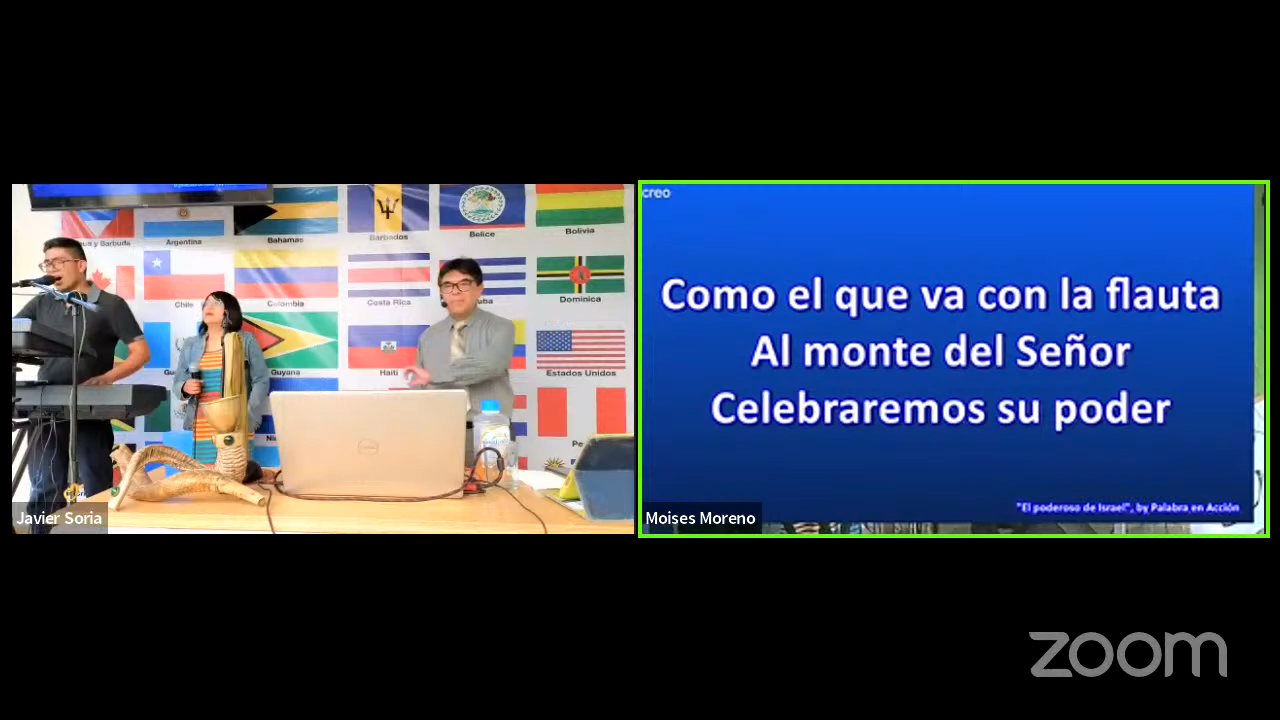 Argentina
Bahamas
Barbados
Belice
Bolivia
Chile
Colombia
Costa Rica
Dominica
Guyana
Haití
Estados Unidos
Javier Soria
creo
Como el que va con la flauta
Al monte del Señor
Celebraremos su poder
"El poderoso de Israel", by Palabra en Acción
Moises Moreno
zoom